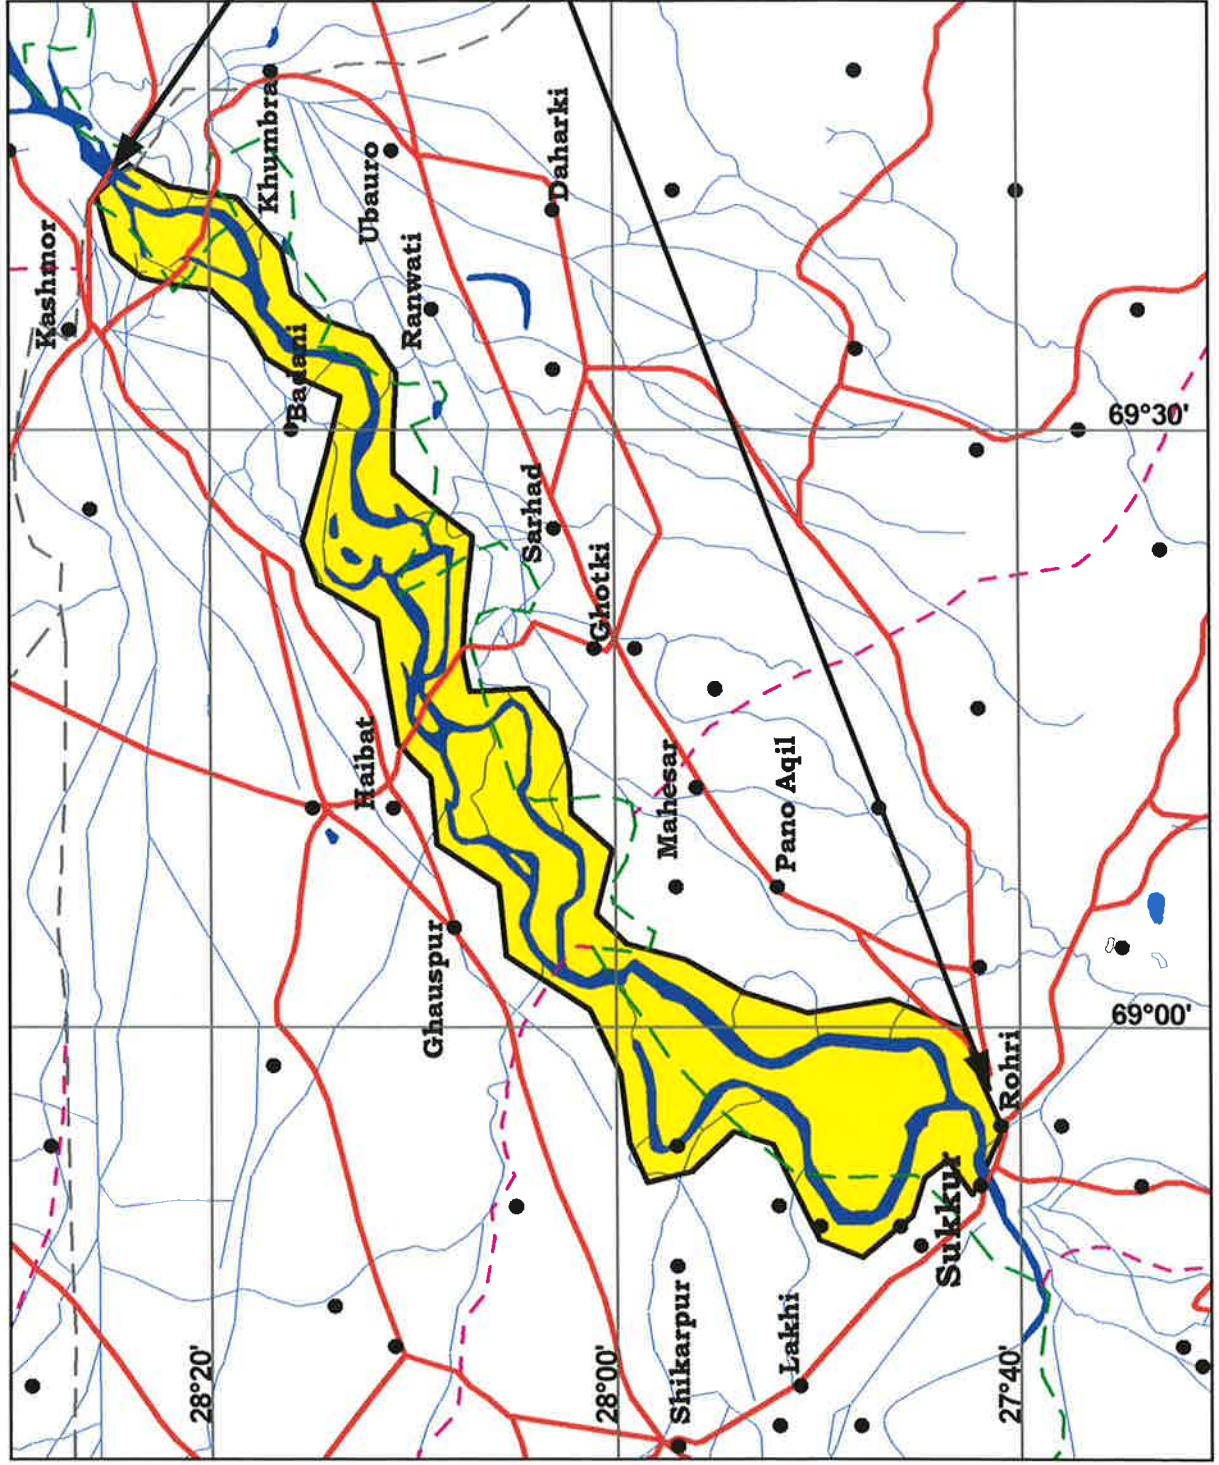 Kashmor
Khumbra
Ubauro
Daharki
Ranwati
Badani
69°30'
Sarhad
Ghotki
Haibat
Mahesar
Pano Aqil
Ghauspur
69°00'
Rohri
Sukkur
Shikarpur
Lakhi
28°20'
28°00'
27°40'